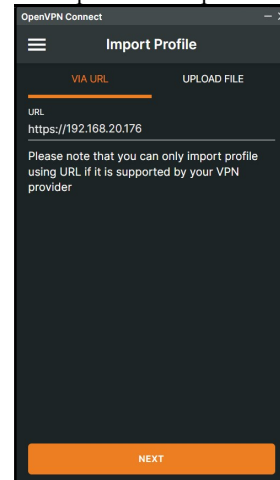 OpenVPN Connect
Import Profile
VIA URL
UPLOAD FILE
URL
https://192.168.20.176
Please note that you can only import profile
using URL if it is supported by your VPN
provider
NEXT